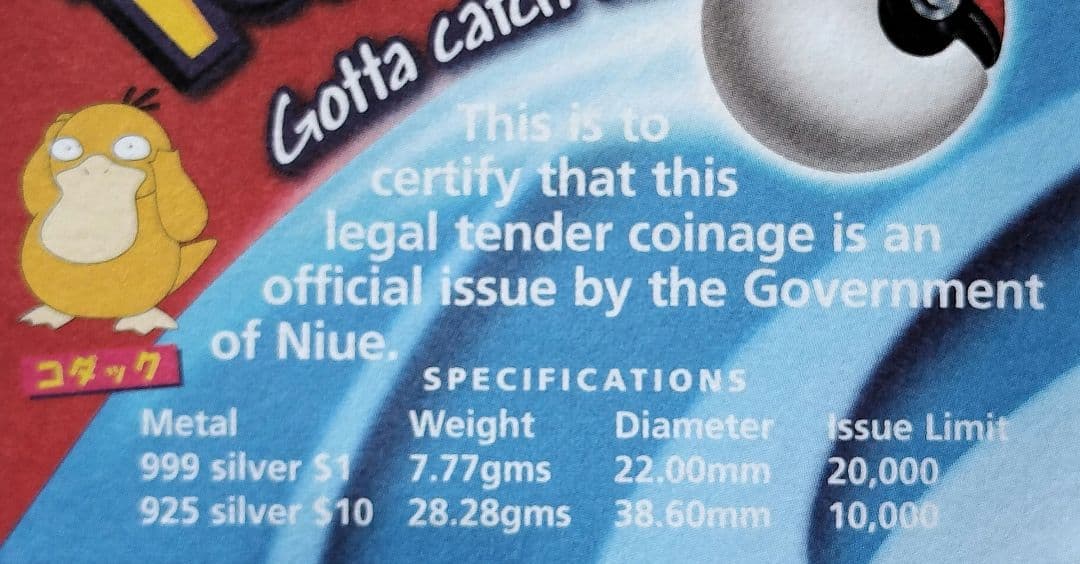 Gotta
This is to
certify that this
legal tender coinage is an
official issue by the Government
of Niue.
コダック
SPECIFICATIONS
Metal Weight Diameter Issue Limit
999 silver $1 7.77gms 22.00mm 20,000
925 silver $10 28.28gms 38.60mm 10,000